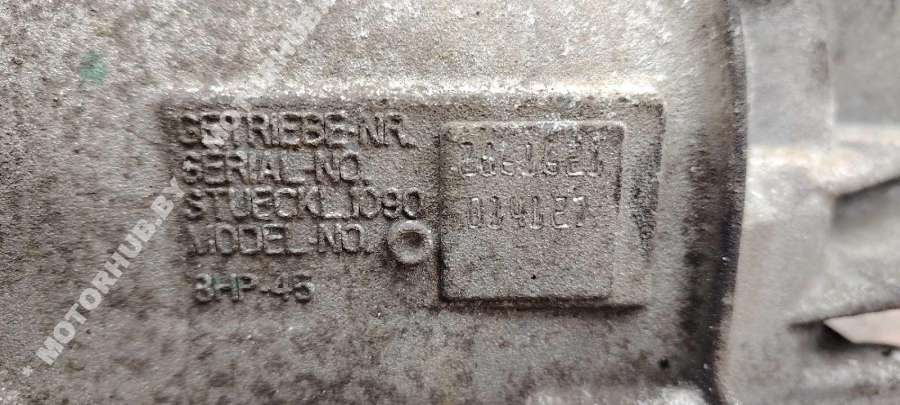 GETRIEBE-NR.
SERIAL-NO.
STUECKL.1090
MODEL-NO.
8HP-45
* MOTORHUB.BY *